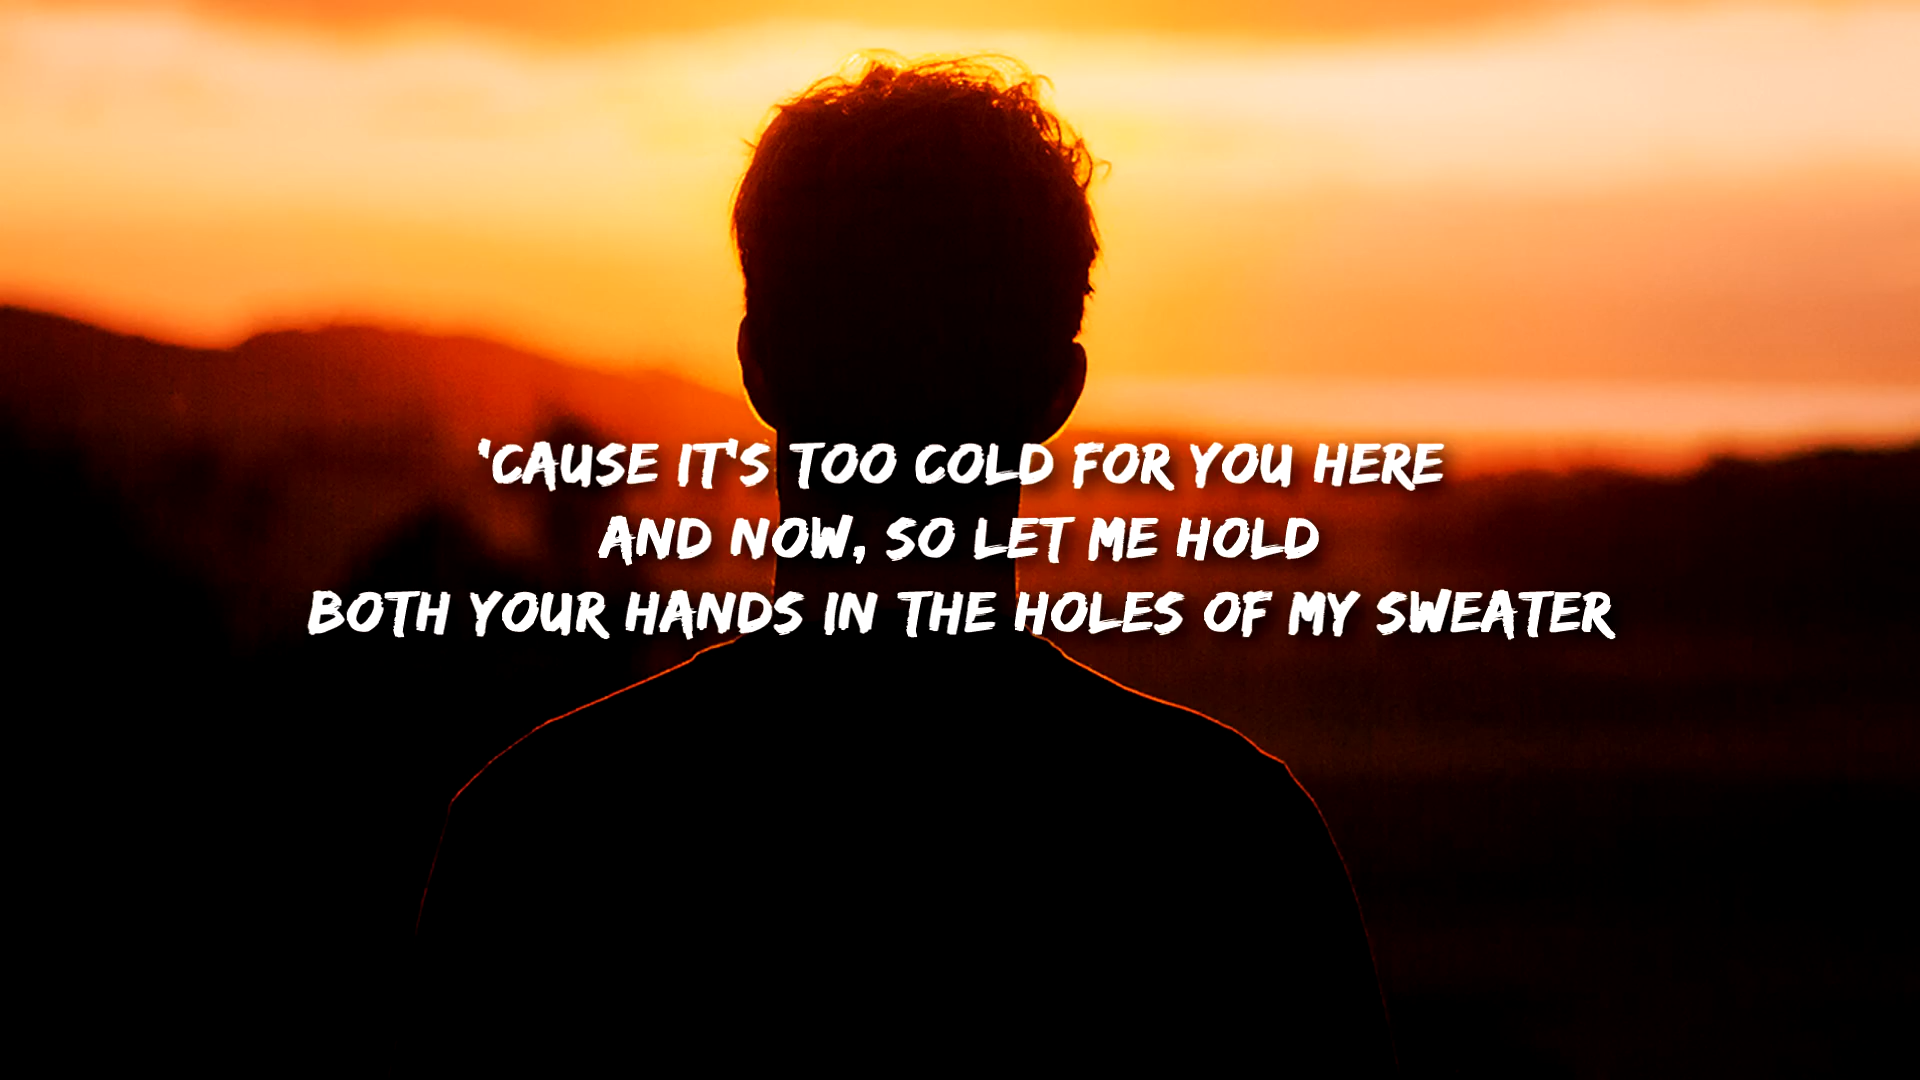 'CAUSE IT'S TOO COLD FOR YOU HERE
AND NOW, SO LET ME HOLD
BOTH YOUR HANDS IN THE HOLES OF MY SWEATER